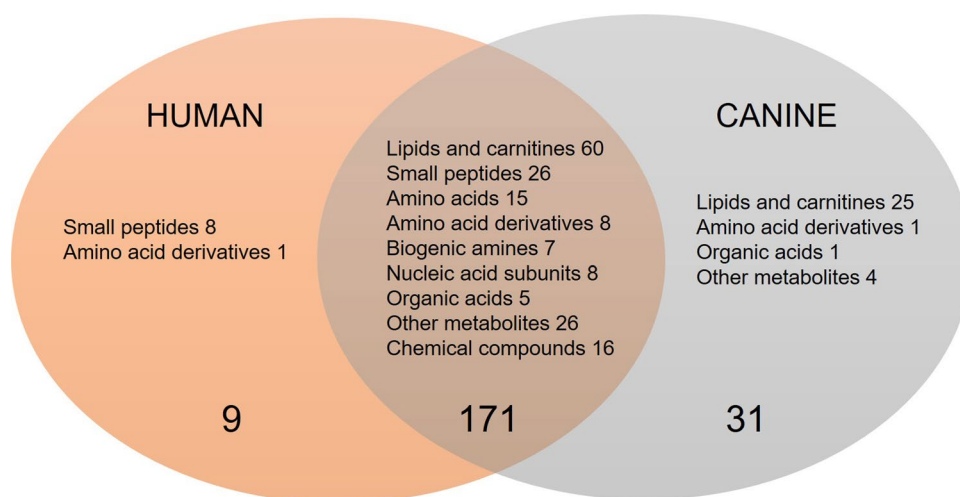 HUMAN
Small peptides 8
Amino acid derivatives 1
9
Lipids and carnitines 60
Small peptides 26
Amino acids 15
Amino acid derivatives 8
Biogenic amines 7
Nucleic acid subunits 8
Organic acids 5
Other metabolites 26
Chemical compounds 16
171
CANINE
Lipids and carnitines 25
Amino acid derivatives 1
Organic acids 1
Other metabolites 4
31